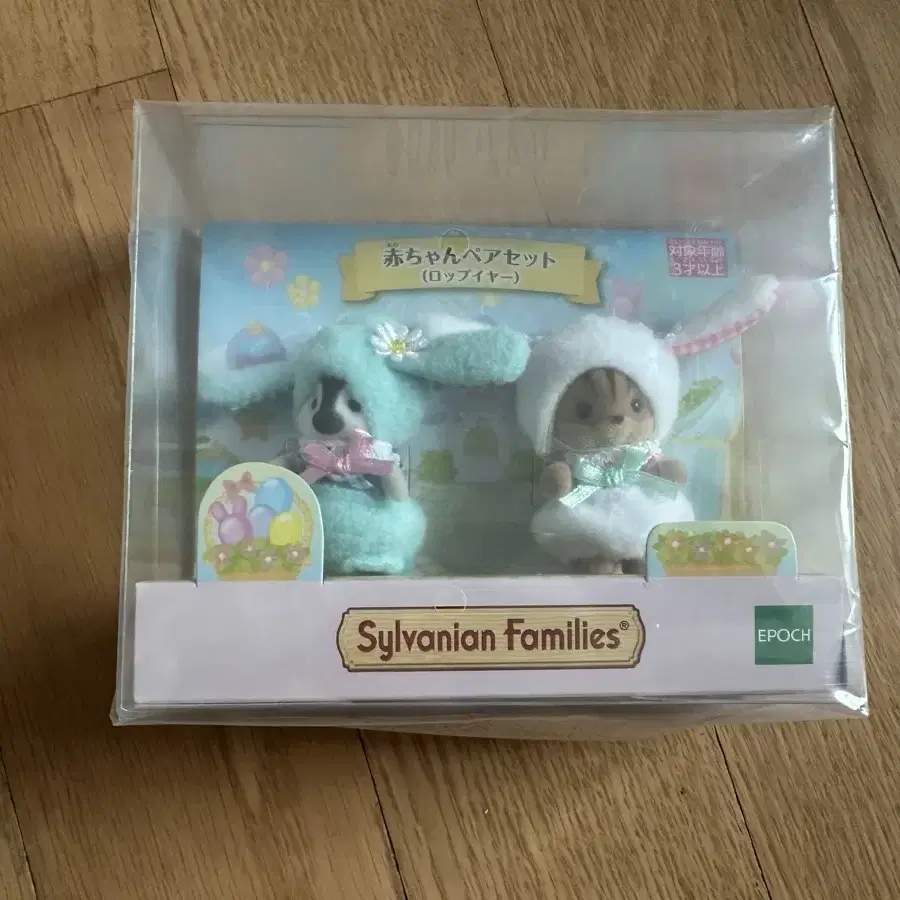 赤ちゃんペアセット
(ロップイヤー)
対象年齢
3才以上
Sylvanian Families®
EPOCH